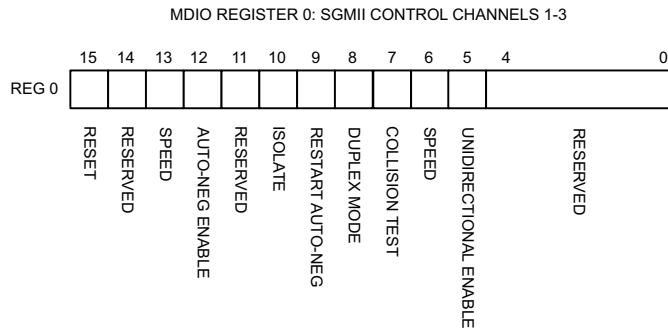 MDIO REGISTER 0: SGMII CONTROL CHANNELS 1-3
15 14 13 12 11 10 9 8 7 6 5 4 0
REG 0
RESET
RESERVED
SPEED
AUTO-NEG ENABLE
RESERVED
ISOLATE
RESTART AUTO-NEG
DUPLEX MODE
COLLISION TEST
SPEED
UNIDIRECTIONAL ENABLE
RESERVED